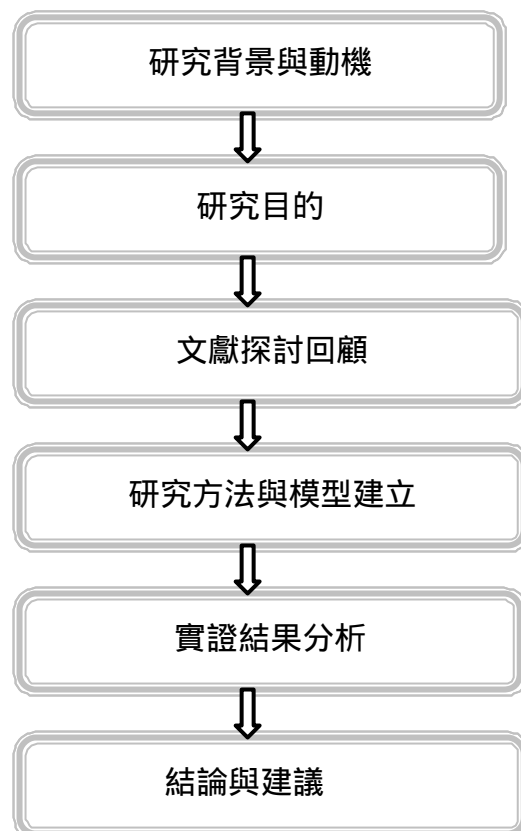 研究背景與動機
研究目的
文獻探討回顧
研究方法與模型建立
實證結果分析
結論與建議